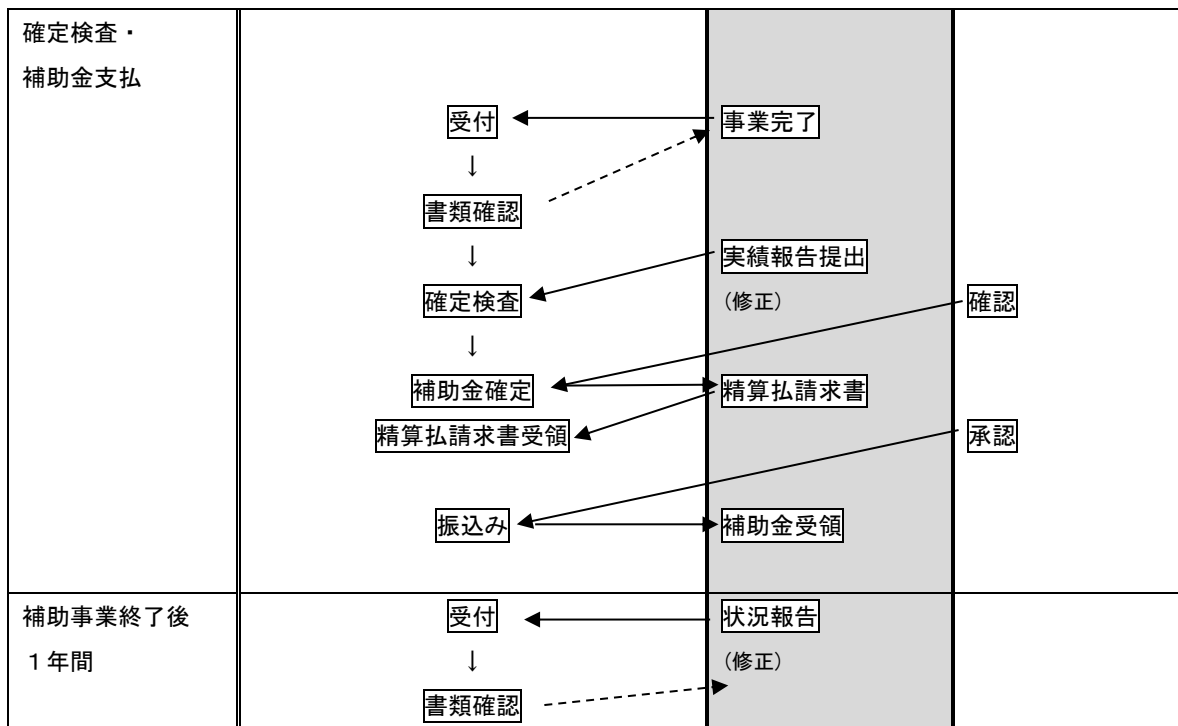 確定検査・
補助金支払
受付
事業完了
↓
書類確認
↓
実績報告提出
確定検査
(修正)
確認
↓
補助金確定
精算払請求書
精算払請求書受領
承認
振込み
補助金受領
補助事業終了後
１年間
受付
状況報告
↓
(修正)
書類確認